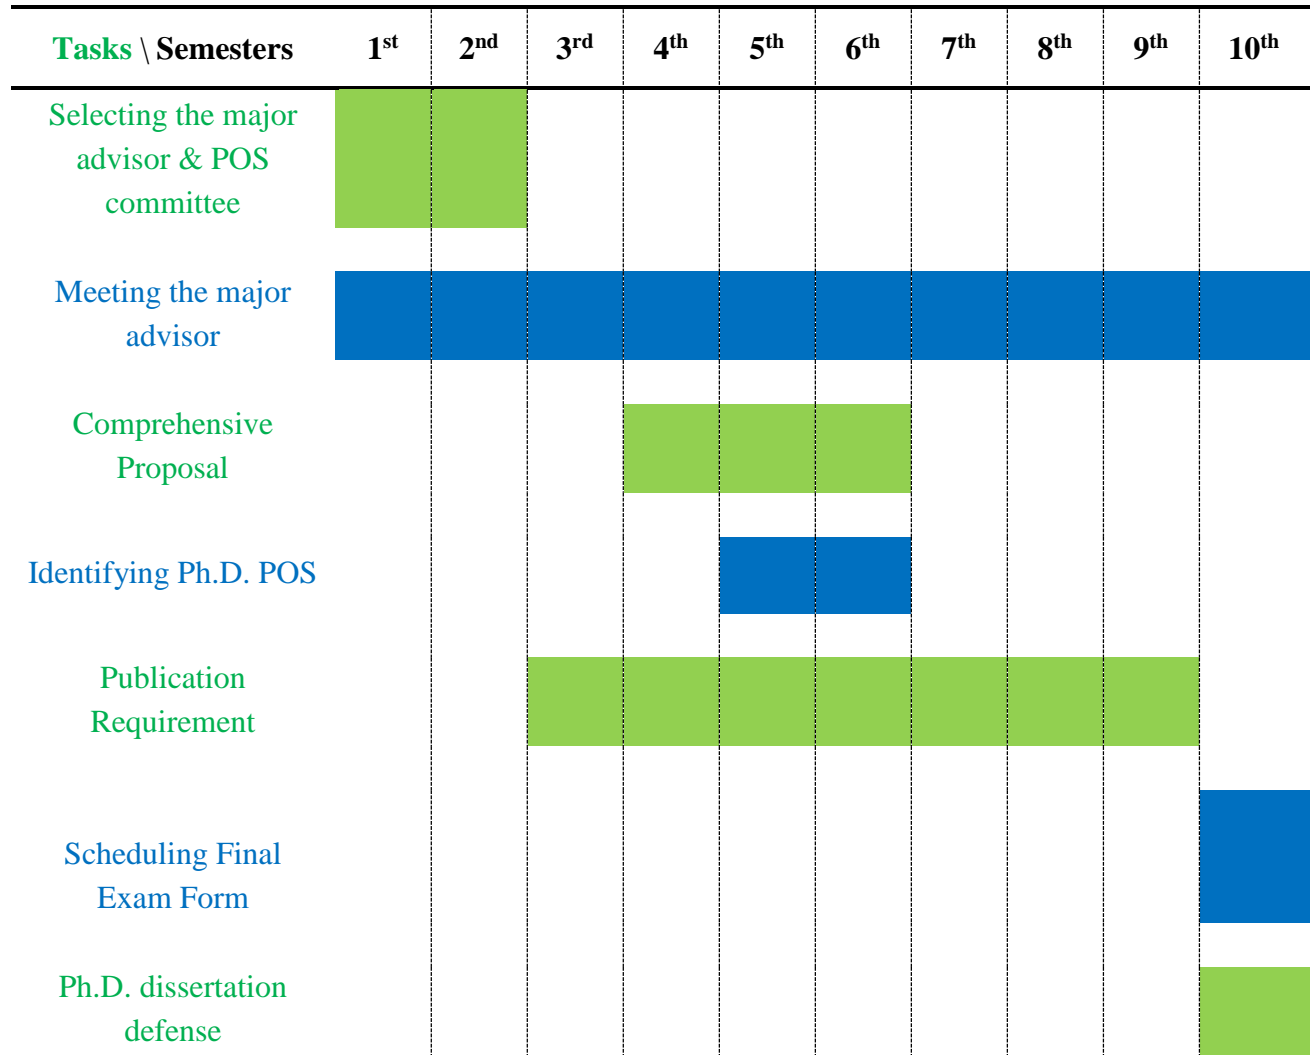 Tasks \ Semesters 1st 2nd 3rd 4th 5th 6th 7th 8th 9th 10th
Selecting the major
advisor & POS
committee
Meeting the major
advisor
Comprehensive
Proposal
Identifying Ph.D. POS
Publication
Requirement
Scheduling Final
Exam Form
Ph.D. dissertation
defense